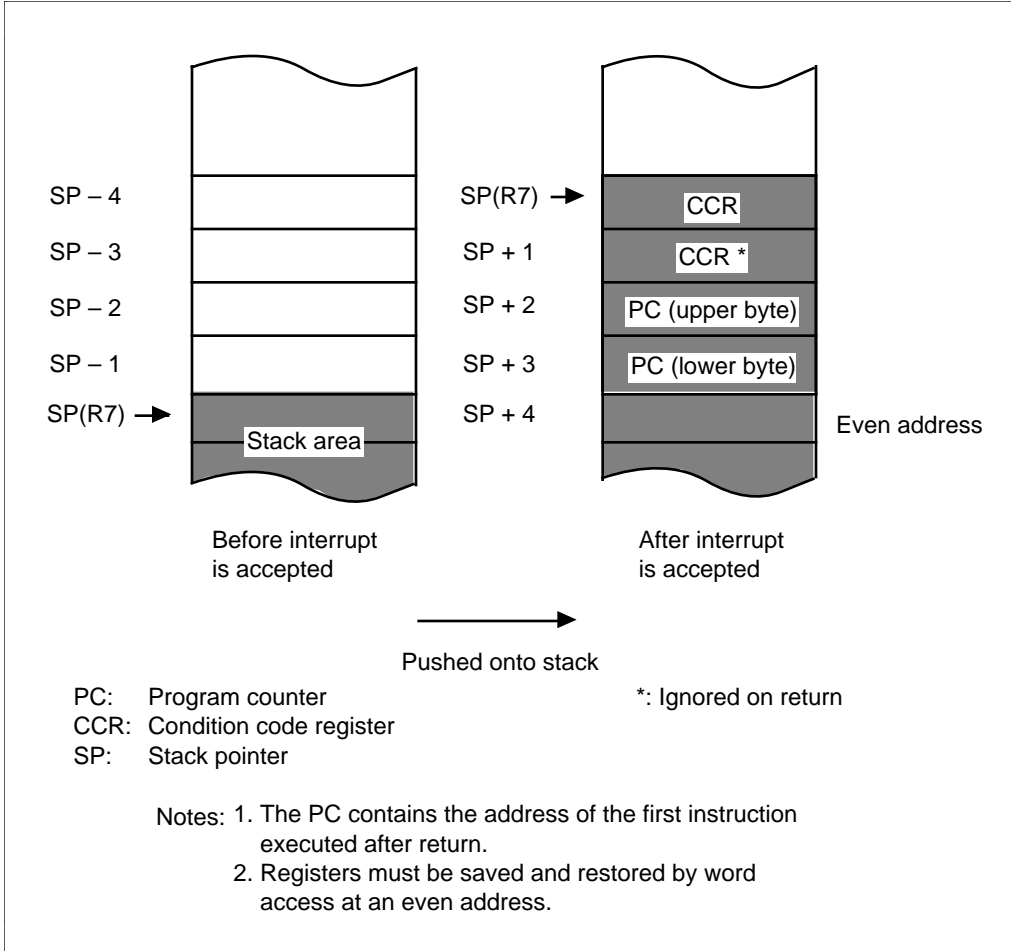 SP – 4
SP – 3
SP – 2
SP – 1
SP(R7)
Stack area
SP(R7)
SP + 1
SP + 2
SP + 3
SP + 4
CCR
CCR *
PC (upper byte)
PC (lower byte)
Even address
Before interrupt
is accepted
After interrupt
is accepted
Pushed onto stack
PC: Program counter
CCR: Condition code register
SP: Stack pointer
*: Ignored on return
Notes: 1. The PC contains the address of the first instruction
executed after return.
2. Registers must be saved and restored by word
access at an even address.